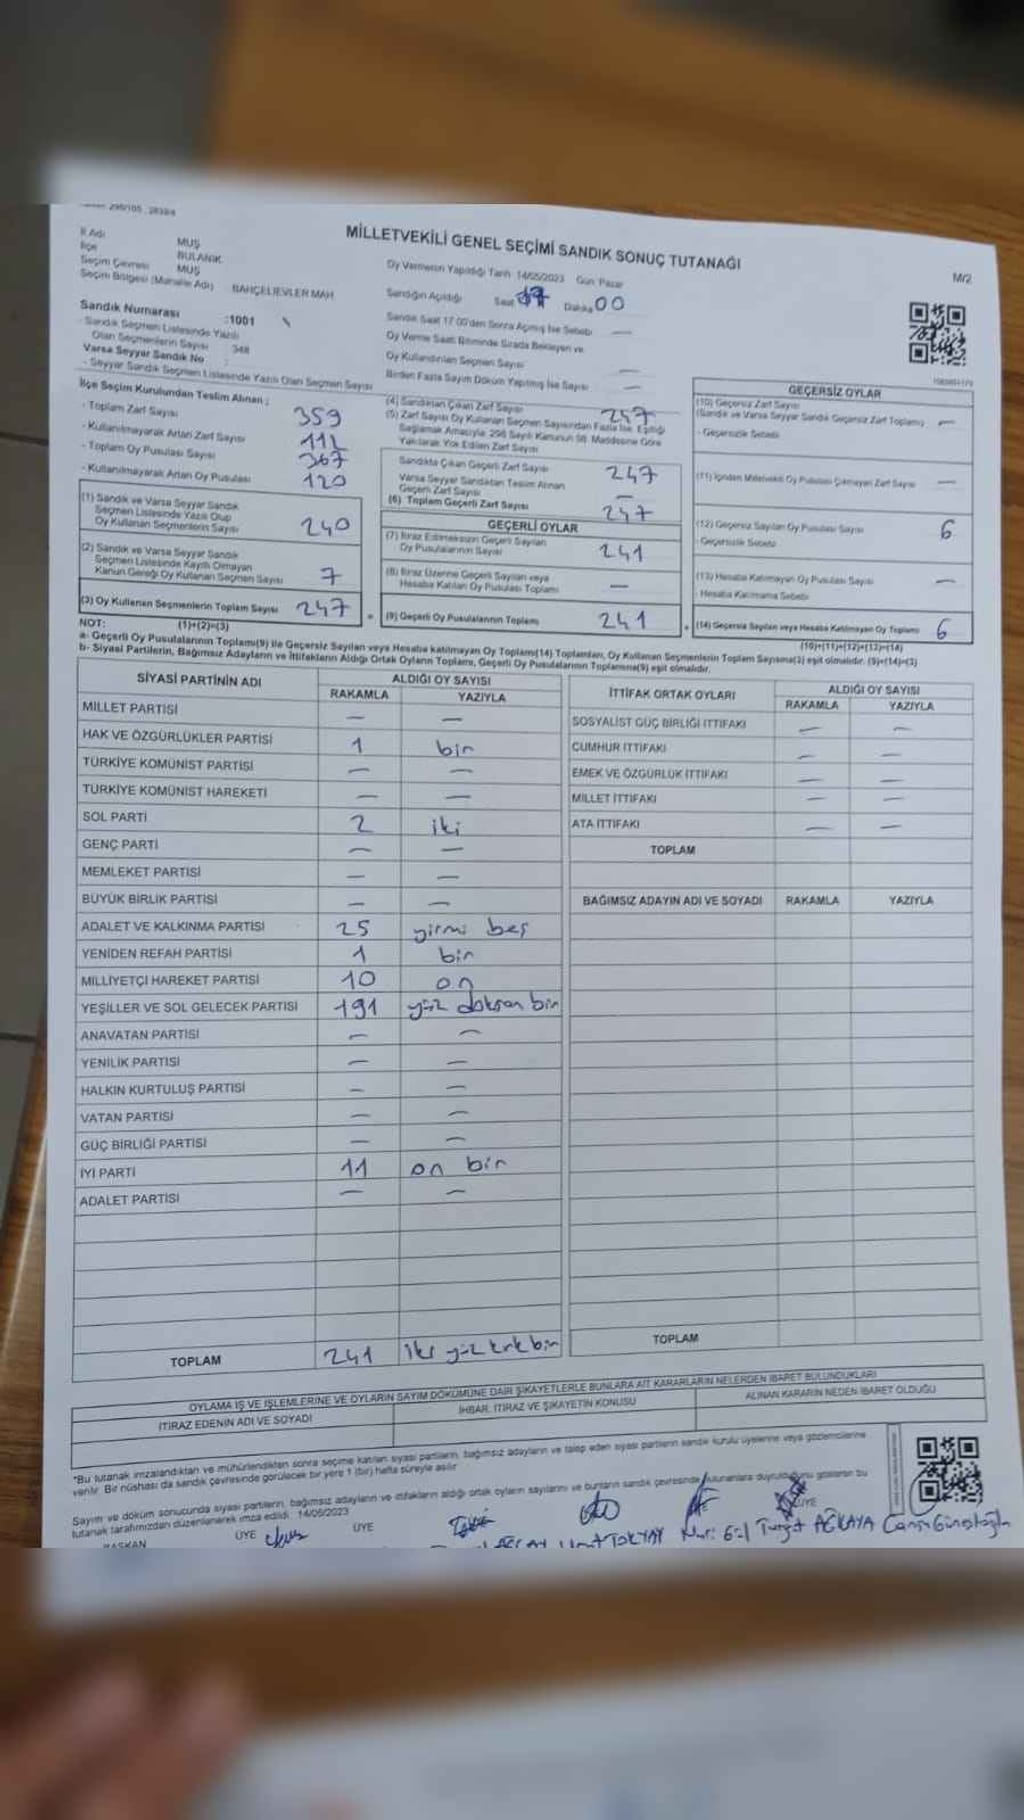 MİLLETVEKİLİ GENEL SEÇİMİ SANDIK SONUÇ TUTANAĞI
M/2
İl Adı MUŞ
İlçe BULANIK
Seçim Çevresi MUŞ
Seçim Bölgesi (Mahalle Adı) BAHÇELİEVLER MAH
Oy Vermenin Yapıldığı Tarih 14/05/2023 Gün Pazar
Sandığın Açıldığı Saat 17 Dakika 00
Sandık Saat 17.00'den Sonra Açılmış İse Sebebi —
Oy Verme Saati Bitiminde Sırada Bekleyen ve
Oy Kullandırılan Seçmen Sayısı —
Birden Fazla Sayım Döküm Yapılmış İse Sayısı —
Sandık Numarası :1001
- Sandık Seçmen Listesinde Yazılı
Olan Seçmenlerin Sayısı : 348
Varsa Seyyar Sandık No :
- Seyyar Sandık Seçmen Listesinde Yazılı Olan Seçmen Sayısı
İlçe Seçim Kurulundan Teslim Alınan :
- Toplam Zarf Sayısı 359
- Kullanılmayarak Artan Zarf Sayısı 112
- Toplam Oy Pusulası Sayısı 367
- Kullanılmayarak Artan Oy Pusulası 120
(1) Sandık ve Varsa Seyyar Sandık
Seçmen Listesinde Yazılı Olup
Oy Kullanan Seçmenlerin Sayısı 240
(2) Sandık ve Varsa Seyyar Sandık
Seçmen Listesinde Kayıtlı Olmayan
Kanun Gereği Oy Kullanan Seçmen Sayısı 7
(3) Oy Kullanan Seçmenlerin Toplam Sayısı 247
(1)+(2)=(3)
(4) Sandıktan Çıkan Zarf Sayısı 247
(5) Zarf Sayısı Oy Kullanan Seçmen Sayısından Fazla İse, Eşitliği
Sağlamak Amacıyla 298 Sayılı Kanunun 98. Maddesine Göre
Yakılarak Yok Edilen Zarf Sayısı
Sandıkta Çıkan Geçerli Zarf Sayısı 247
Varsa Seyyar Sandıktan Teslim Alınan
Geçerli Zarf Sayısı —
(6) Toplam Geçerli Zarf Sayısı 247
GEÇERLİ OYLAR
(7) İtiraz Edilmeksizin Geçerli Sayılan
Oy Pusulalarının Sayısı 241
(8) İtiraz Üzerine Geçerli Sayılan veya
Hesaba Katılan Oy Pusulası Toplamı —
(9) Geçerli Oy Pusulalarının Toplamı 241
GEÇERSİZ OYLAR
(10) Geçersiz Zarf Sayısı
(Sandık ve Varsa Seyyar Sandık Geçersiz Zarf Toplamı) —
- Geçersizlik Sebebi
(11) İçinden Milletvekili Oy Pusulası Çıkmayan Zarf Sayısı —
(12) Geçersiz Sayılan Oy Pusulası Sayısı 6
- Geçersizlik Sebebi
(13) Hesaba Katılmayan Oy Pusulası Sayısı —
- Hesaba Katılmama Sebebi
(14) Geçersiz Sayılan veya Hesaba Katılmayan Oy Toplamı 6
(10)+(11)+(12)+(13)=(14)
NOT:
a- Geçerli Oy Pusulalarının Toplamı(9) ile Geçersiz Sayılan veya Hesaba katılmayan Oy Toplamı(14) Toplamları, Oy Kullanan Seçmenlerin Toplam Sayısına(3) eşit olmalıdır. (9)+(14)=(3)
b- Siyasi Partilerin, Bağımsız Adayların ve İttifakların Aldığı Ortak Oyların Toplamı, Geçerli Oy Pusulalarının Toplamına(9) eşit olmalıdır.
SİYASİ PARTİNİN ADI ALDIĞI OY SAYISI
RAKAMLA YAZIYLA
MİLLET PARTİSİ — —
HAK VE ÖZGÜRLÜKLER PARTİSİ 1 bir
TÜRKİYE KOMÜNİST PARTİSİ — —
TÜRKİYE KOMÜNİST HAREKETİ — —
SOL PARTİ 2 iki
GENÇ PARTİ — —
MEMLEKET PARTİSİ — —
BÜYÜK BİRLİK PARTİSİ — —
ADALET VE KALKINMA PARTİSİ 25 yirmi beş
YENİDEN REFAH PARTİSİ 1 bir
MİLLİYETÇİ HAREKET PARTİSİ 10 on
YEŞİLLER VE SOL GELECEK PARTİSİ 191 yüz doksan bir
ANAVATAN PARTİSİ — —
YENİLİK PARTİSİ — —
HALKIN KURTULUŞ PARTİSİ — —
VATAN PARTİSİ — —
GÜÇ BİRLİĞİ PARTİSİ — —
İYİ PARTİ 11 on bir
ADALET PARTİSİ — —
TOPLAM 241 iki yüz kırk bir
İTTİFAK ORTAK OYLARI ALDIĞI OY SAYISI
RAKAMLA YAZIYLA
SOSYALİST GÜÇ BİRLİĞİ İTTİFAKI — —
CUMHUR İTTİFAKI — —
EMEK VE ÖZGÜRLÜK İTTİFAKI — —
MİLLET İTTİFAKI — —
ATA İTTİFAKI — —
TOPLAM
BAĞIMSIZ ADAYIN ADI VE SOYADI RAKAMLA YAZIYLA
TOPLAM
OYLAMA İŞ VE İŞLEMLERİNE VE OYLARIN SAYIM DÖKÜMÜNE DAİR ŞİKAYETLERLE BUNLARA AİT KARARLARIN NELERDEN İBARET BULUNDUKLARI
İTİRAZ EDENİN ADI VE SOYADI İHBAR, İTİRAZ VE ŞİKAYETİN KONUSU ALINAN KARARIN NEDEN İBARET OLDUĞU
*Bu tutanak imzalandıktan ve mühürlendikten sonra seçime katılan siyasi partilerin, bağımsız adayların ve talep eden siyasi partilerin sandık kurulu üyelerine veya gözlemcilerine
verilir. Bir nüshası da sandık çevresinde görülecek bir yere 1 (bir) hafta süreyle asılır.
Sayım ve döküm sonucunda siyasi partilerin, bağımsız adayların ve ittifakların aldığı ortak oyların sayılarını ve bunların sandık çevresinde bulunanlara duyurulduğunu gösteren bu
tutanak tarafımızdan düzenlenerek imza edildi. 14/05/2023
BAŞKAN ÜYE ÜYE ÜYE
Turgut AĞKAYA